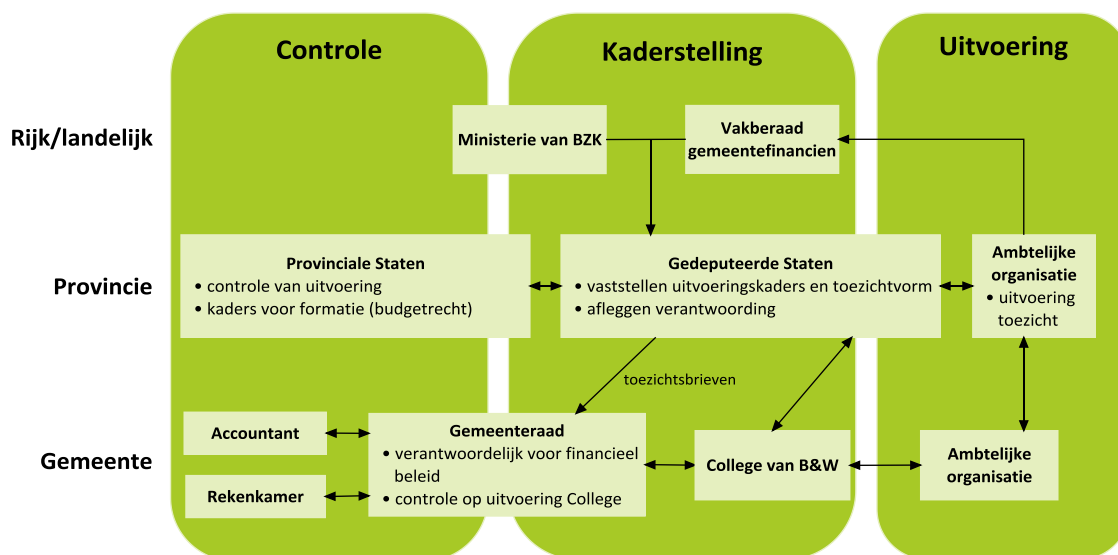 Controle
Kaderstelling
Uitvoering
Rijk/landelijk
Ministerie van BZK
Vakberaad
gemeentefinancien
Provincie
Provinciale Staten
• controle van uitvoering
• kaders voor formatie (budgetrecht)
Gedeputeerde Staten
• vaststellen uitvoeringskaders en toezichtvorm
• afleggen verantwoording
Ambtelijke
organisatie
• uitvoering
toezicht
toezichtsbrieven
Gemeente
Accountant
Rekenkamer
Gemeenteraad
• verantwoordelijk voor financieel
beleid
• controle op uitvoering College
College van B&W
Ambtelijke
organisatie